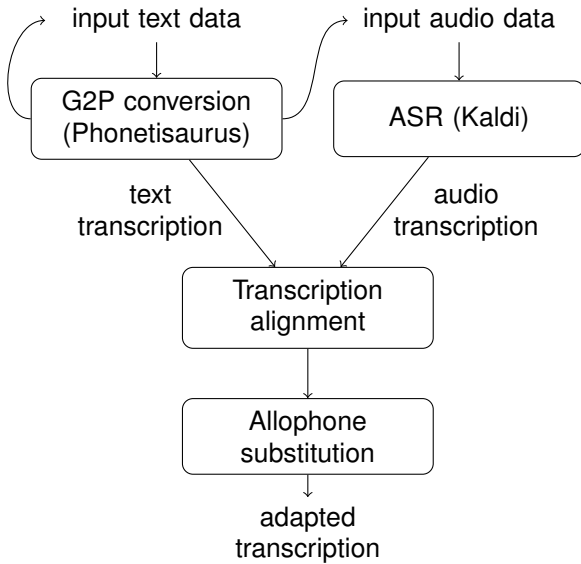 input text data
input audio data
G2P conversion
(Phonetisaurus)
ASR (Kaldi)
text
transcription
audio
transcription
Transcription
alignment
Allophone
substitution
adapted
transcription